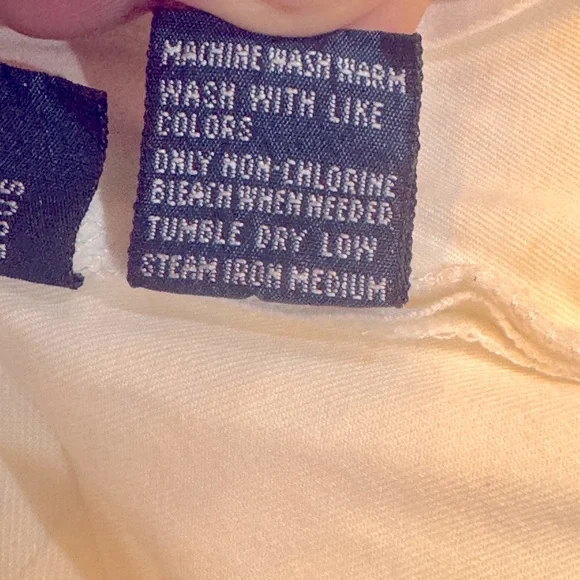 MACHINE WASH WARM
WASH WITH LIKE
COLORS
ONLY NON-CHLORINE
BLEACH WHEN NEEDED
TUMBLE DRY LOW
STEAM IRON MEDIUM